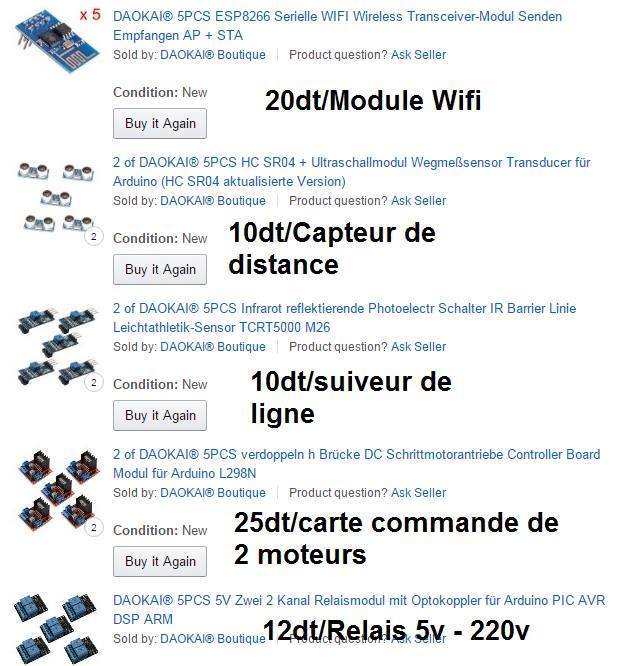 x 5
DAOKAI® 5PCS ESP8266 Serielle WIFI Wireless Transceiver-Modul Senden
Empfangen AP + STA
Sold by: DAOKAI® Boutique | Product question? Ask Seller
Condition: New
20dt/Module Wifi
Buy it Again
2 of DAOKAI® 5PCS HC SR04 + Ultraschallmodul Wegmeßsensor Transducer für
Arduino (HC SR04 aktualisierte Version)
Sold by: DAOKAI® Boutique | Product question? Ask Seller
2
Condition: New
10dt/Capteur de
distance
Buy it Again
2 of DAOKAI® 5PCS Infrarot reflektierende Photoelectr Schalter IR Barrier Linie
Leichtathletik-Sensor TCRT5000 M26
Sold by: DAOKAI® Boutique | Product question? Ask Seller
2
Condition: New
10dt/suiveur de
ligne
Buy it Again
2 of DAOKAI® 5PCS verdoppeln h Brücke DC Schrittmotorantriebe Controller Board
Modul für Arduino L298N
Sold by: DAOKAI® Boutique | Product question? Ask Seller
2
Condition: New
25dt/carte commande de
2 moteurs
Buy it Again
DAOKAI® 5PCS 5V Zwei 2 Kanal Relaismodul mit Optokoppler für Arduino PIC AVR
DSP ARM
Sold by: DAOKAI® Boutique | Product question? Ask Seller
12dt/Relais 5v - 220v